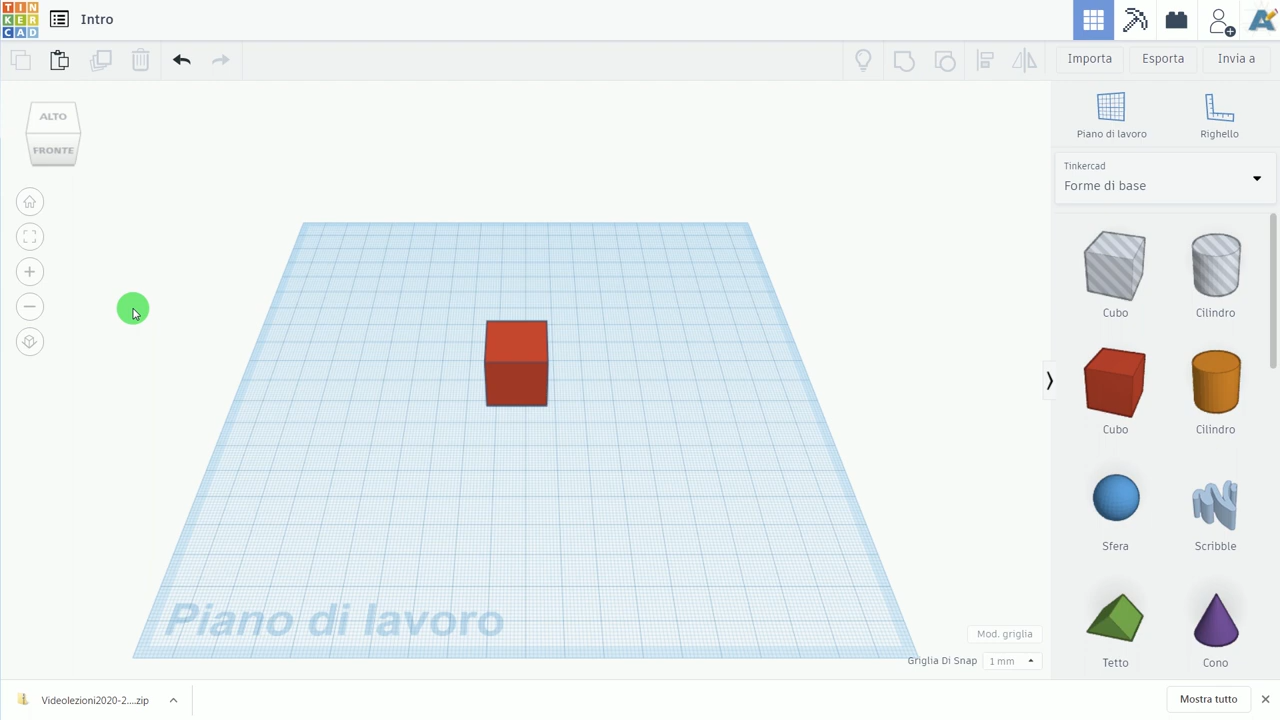 TIN
KER
CAD
Intro
Importa
Esporta
Invia a
ALTO
FRONTE
Piano di lavoro
Righello
Tinkercad
Forme di base
Cubo
Cilindro
Cubo
Cilindro
Sfera
Scribble
Tetto
Cono
Piano di lavoro
Mod. griglia
Griglia Di Snap
1 mm
Videolezioni2020-2....zip
Mostra tutto